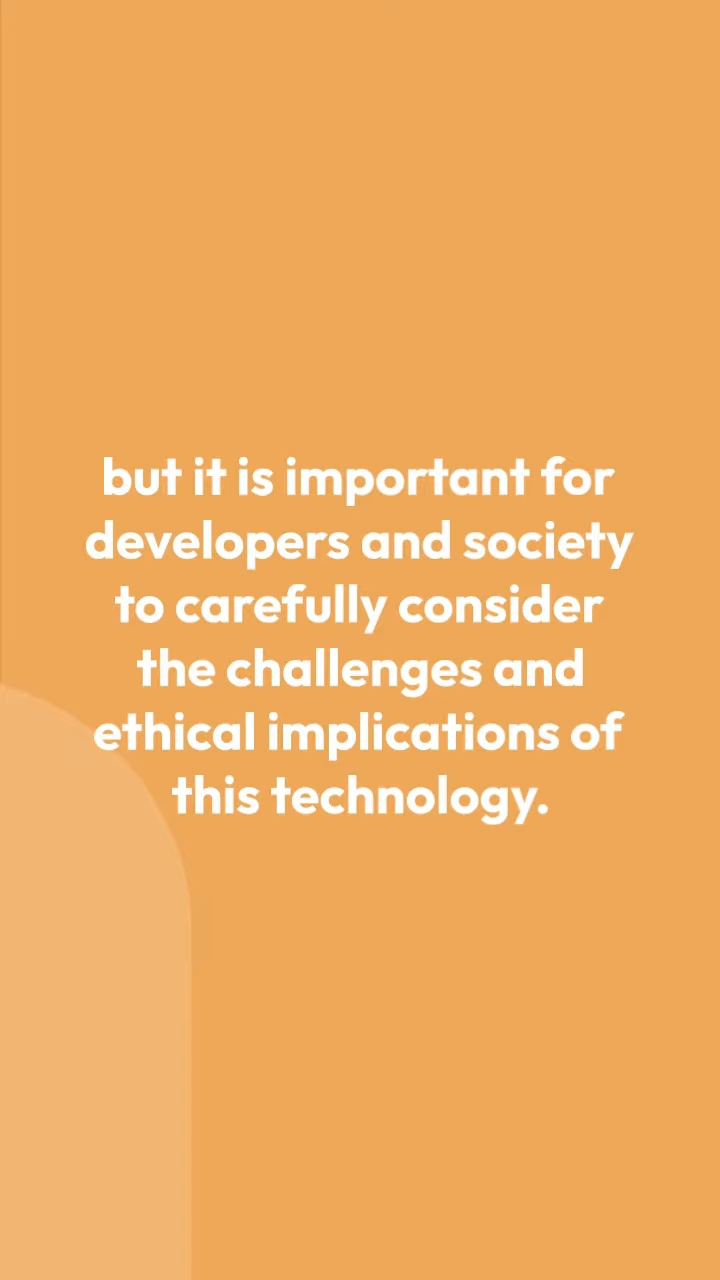 but it is important for
developers and society
to carefully consider
the challenges and
ethical implications of
this technology.